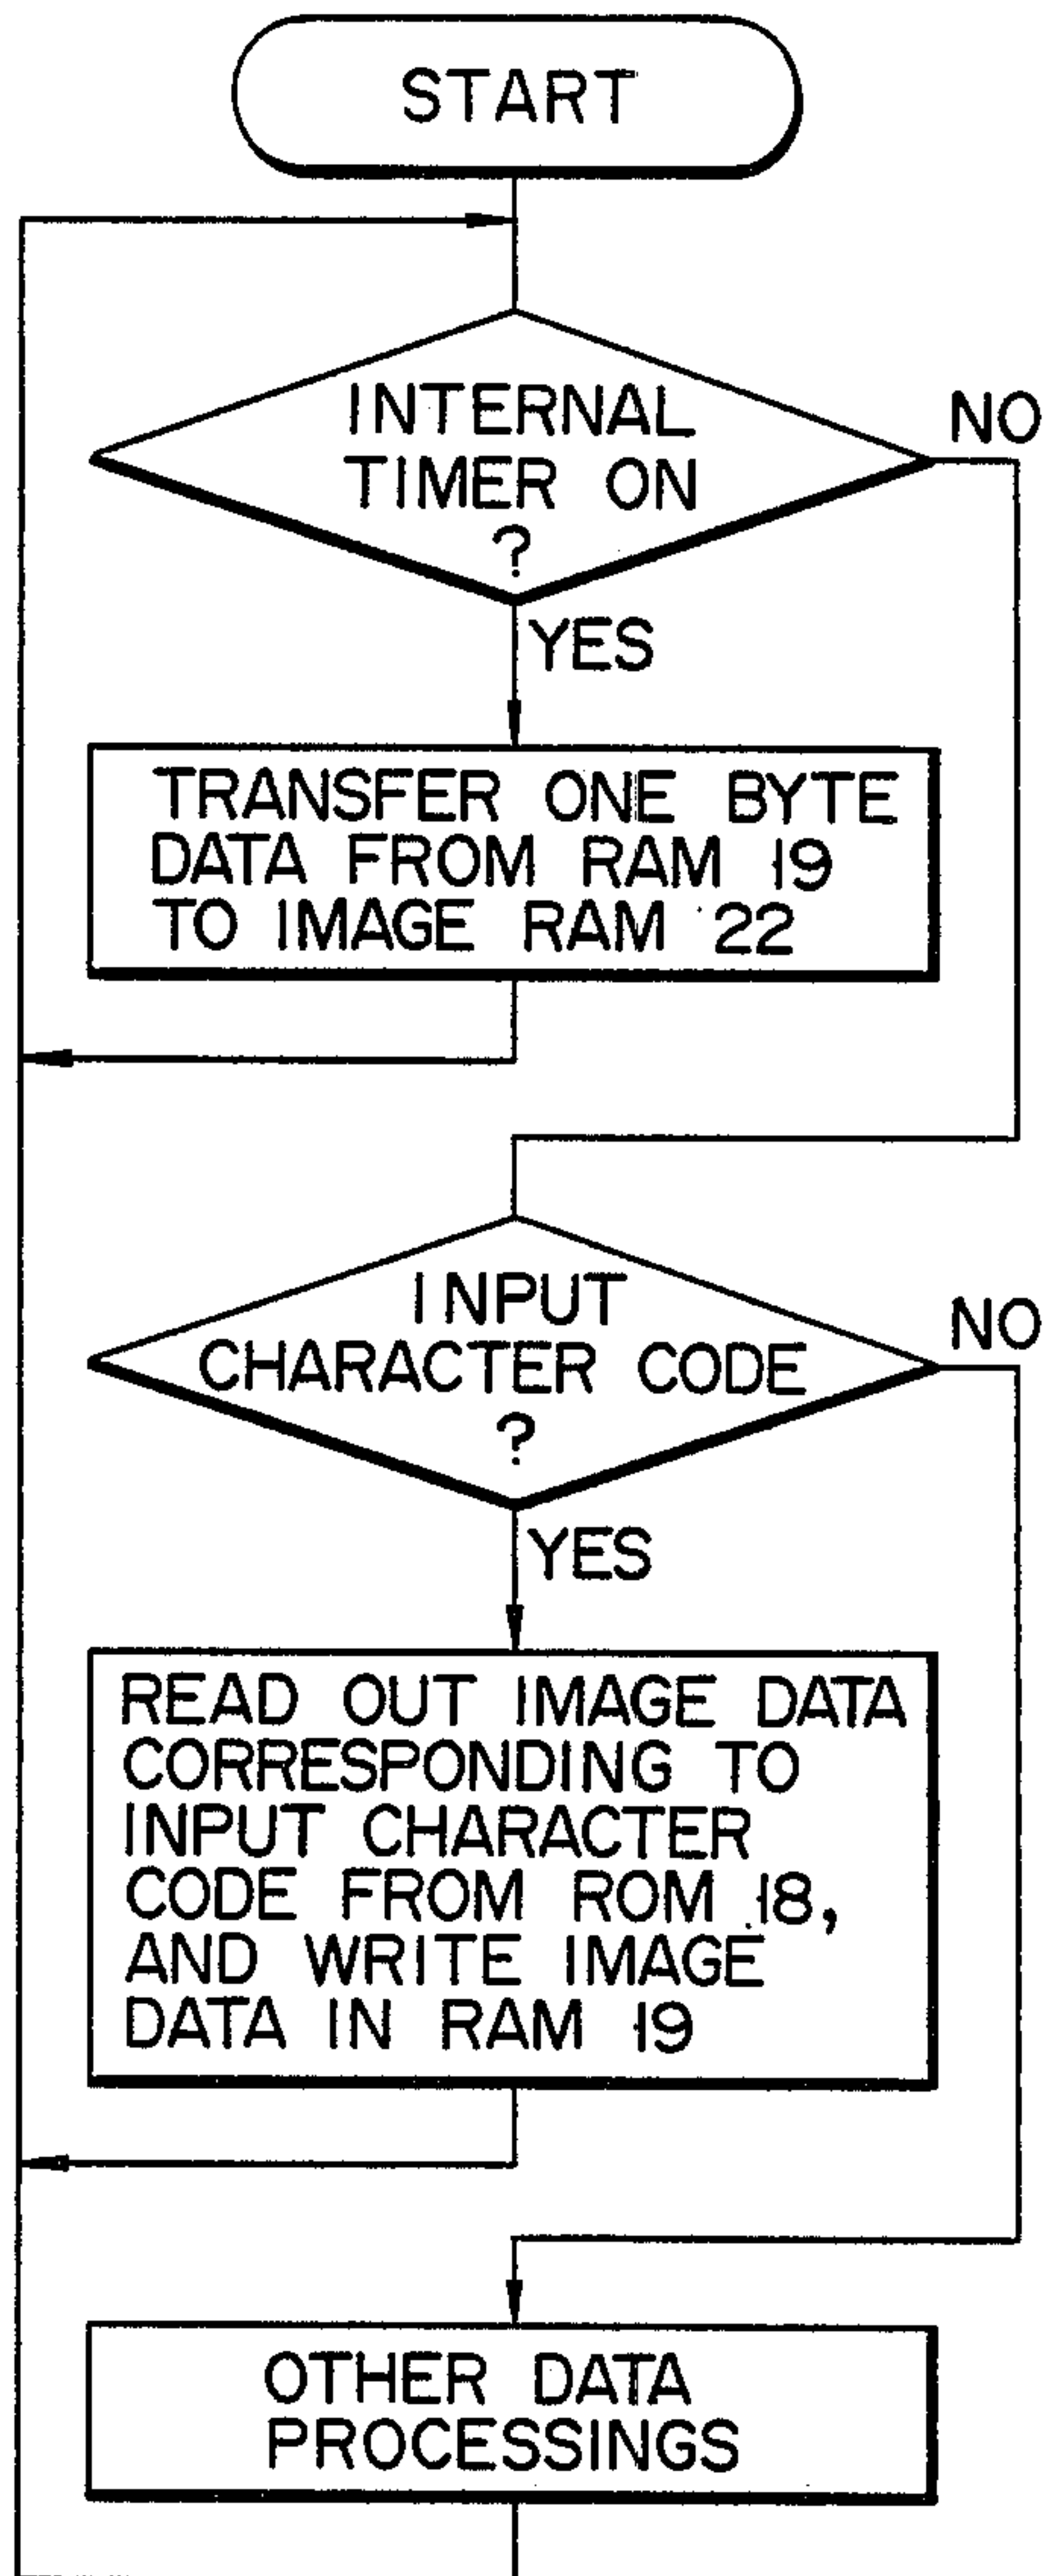 START
INTERNAL
TIMER ON
?
NO
YES
TRANSFER ONE BYTE
DATA FROM RAM 19
TO IMAGE RAM 22
INPUT
CHARACTER CODE
?
NO
YES
READ OUT IMAGE DATA
CORRESPONDING TO
INPUT CHARACTER
CODE FROM ROM 18,
AND WRITE IMAGE
DATA IN RAM 19
OTHER DATA
PROCESSINGS